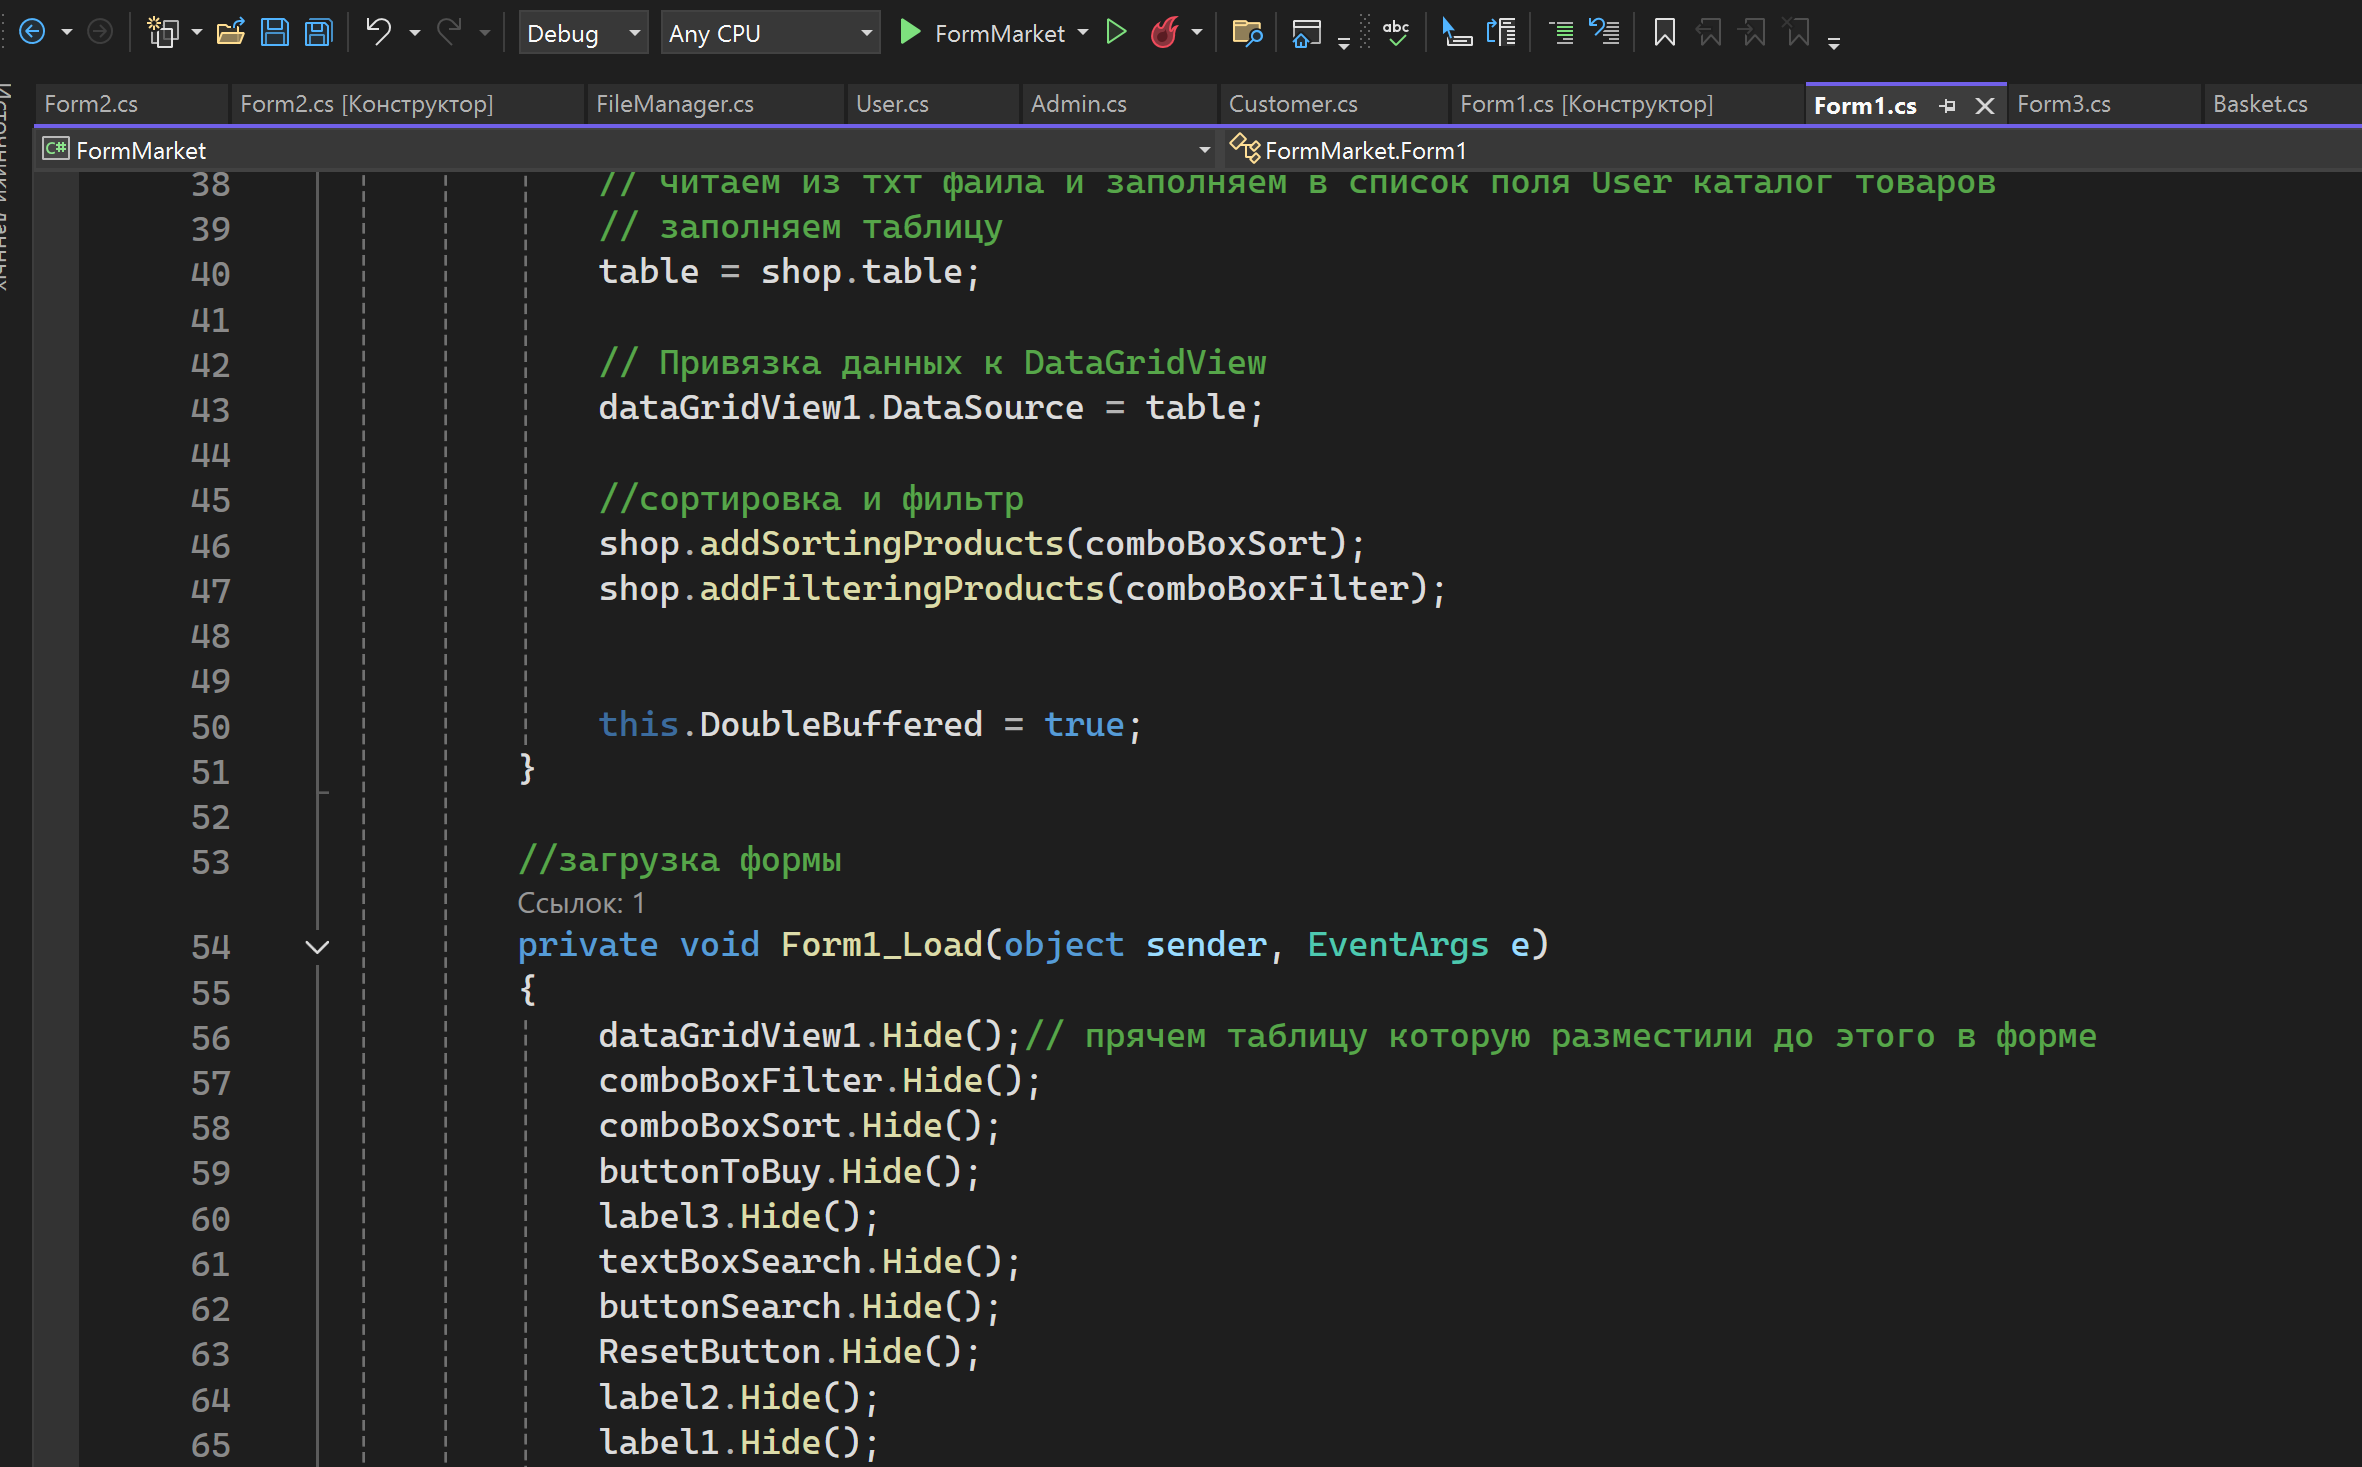 Debug Any CPU FormMarket abc
Form2.cs Form2.cs [Конструктор] FileManager.cs User.cs Admin.cs Customer.cs Form1.cs [Конструктор] Form1.cs Form3.cs Basket.cs
C# FormMarket FormMarket.Form1
Источники данных
38 // читаем из тхт файла и заполняем в список поля User каталог товаров
39 // заполняем таблицу
40 table = shop.table;
41
42 // Привязка данных к DataGridView
43 dataGridView1.DataSource = table;
44
45 //сортировка и фильтр
46 shop.addSortingProducts(comboBoxSort);
47 shop.addFilteringProducts(comboBoxFilter);
48
49
50 this.DoubleBuffered = true;
51 }
52
53 //загрузка формы
Ссылок: 1
54 private void Form1_Load(object sender, EventArgs e)
55 {
56 dataGridView1.Hide();// прячем таблицу которую разместили до этого в форме
57 comboBoxFilter.Hide();
58 comboBoxSort.Hide();
59 buttonToBuy.Hide();
60 label3.Hide();
61 textBoxSearch.Hide();
62 buttonSearch.Hide();
63 ResetButton.Hide();
64 label2.Hide();
65 label1.Hide();